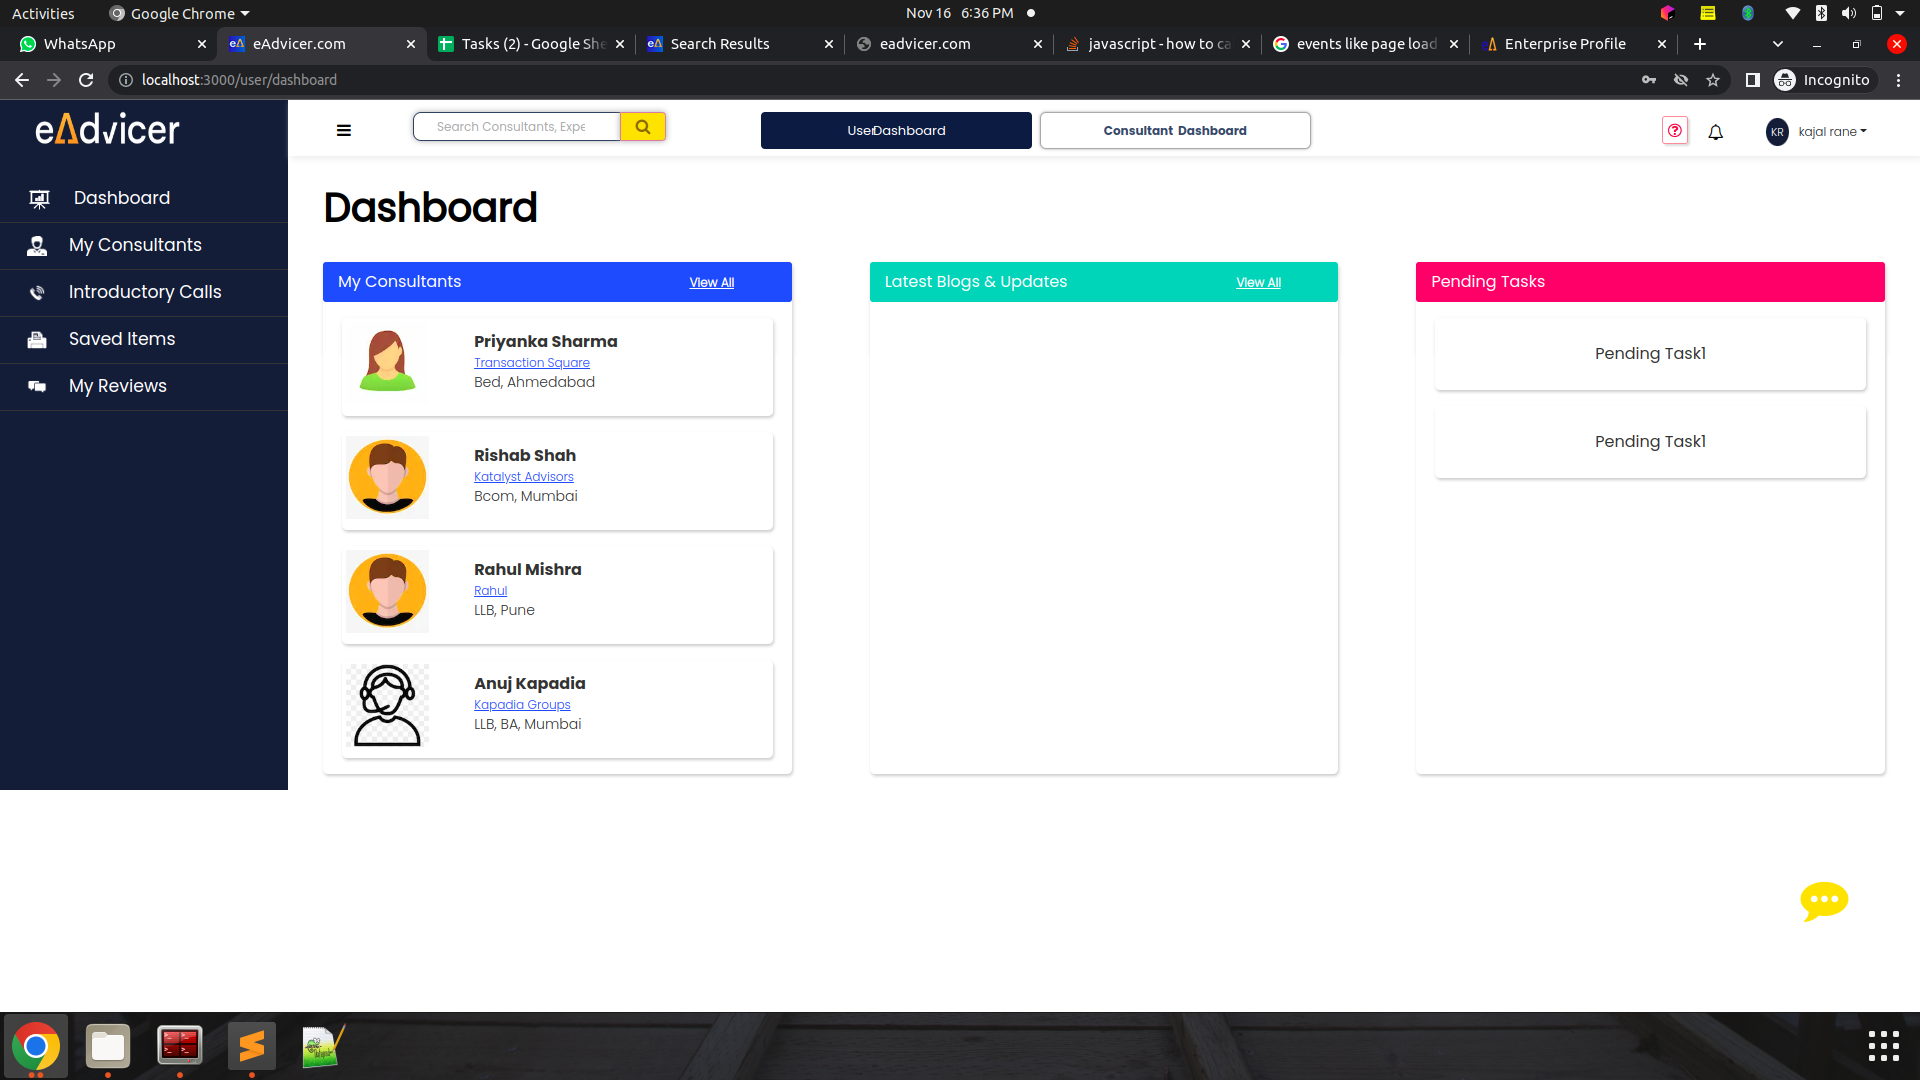 Activities
Google Chrome
Nov 16 6:36 PM
WhatsApp
eAdvicer.com
Tasks (2) - Google She
Search Results
eadvicer.com
javascript - how to ca
events like page load
Enterprise Profile
localhost:3000/user/dashboard
Incognito
eAdvicer
Search Consultants, Expe
UserDashboard
Consultant Dashboard
KR
kajal rane
Dashboard
My Consultants
Introductory Calls
Saved Items
My Reviews
Dashboard
My Consultants
View All
Priyanka Sharma
Transaction Square
Bed, Ahmedabad
Rishab Shah
Katalyst Advisors
Bcom, Mumbai
Rahul Mishra
Rahul
LLB, Pune
Anuj Kapadia
Kapadia Groups
LLB, BA, Mumbai
Latest Blogs & Updates
View All
Pending Tasks
Pending Task1
Pending Task1